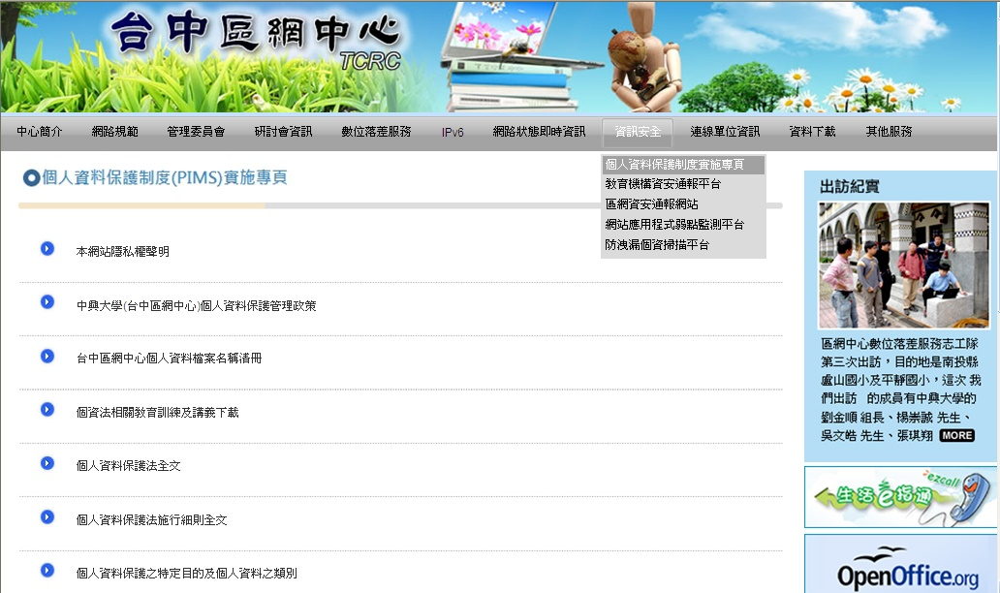 台中區網中心
TCRC
中心簡介 網路規範 管理委員會 研討會資訊 數位落差服務 IPv6 網路狀態即時資訊 資訊安全 連線單位資訊 資料下載 其他服務
個人資料保護制度實施專頁
教育機構資安通報平台
區網資安通報網站
網站應用程式弱點監測平台
防洩漏個資掃描平台
個人資料保護制度(PIMS)實施專頁
本網站隱私權聲明
中興大學(台中區網中心)個人資料保護管理政策
台中區網中心個人資料檔案名稱清冊
個資法相關教育訓練及講義下載
個人資料保護法全文
個人資料保護法施行細則全文
個人資料保護之特定目的及個人資料之類別
出訪紀實
區網中心數位落差服務志工隊
第三次出訪，目的地是南投縣
盧山國小及平靜國小，這次 我
們出訪 的成員有中興大學的
劉金順 組長、楊崇誠 先生、
吳文皓 先生、張琪翔 MORE
生活e指通
ezcall
OpenOffice.org